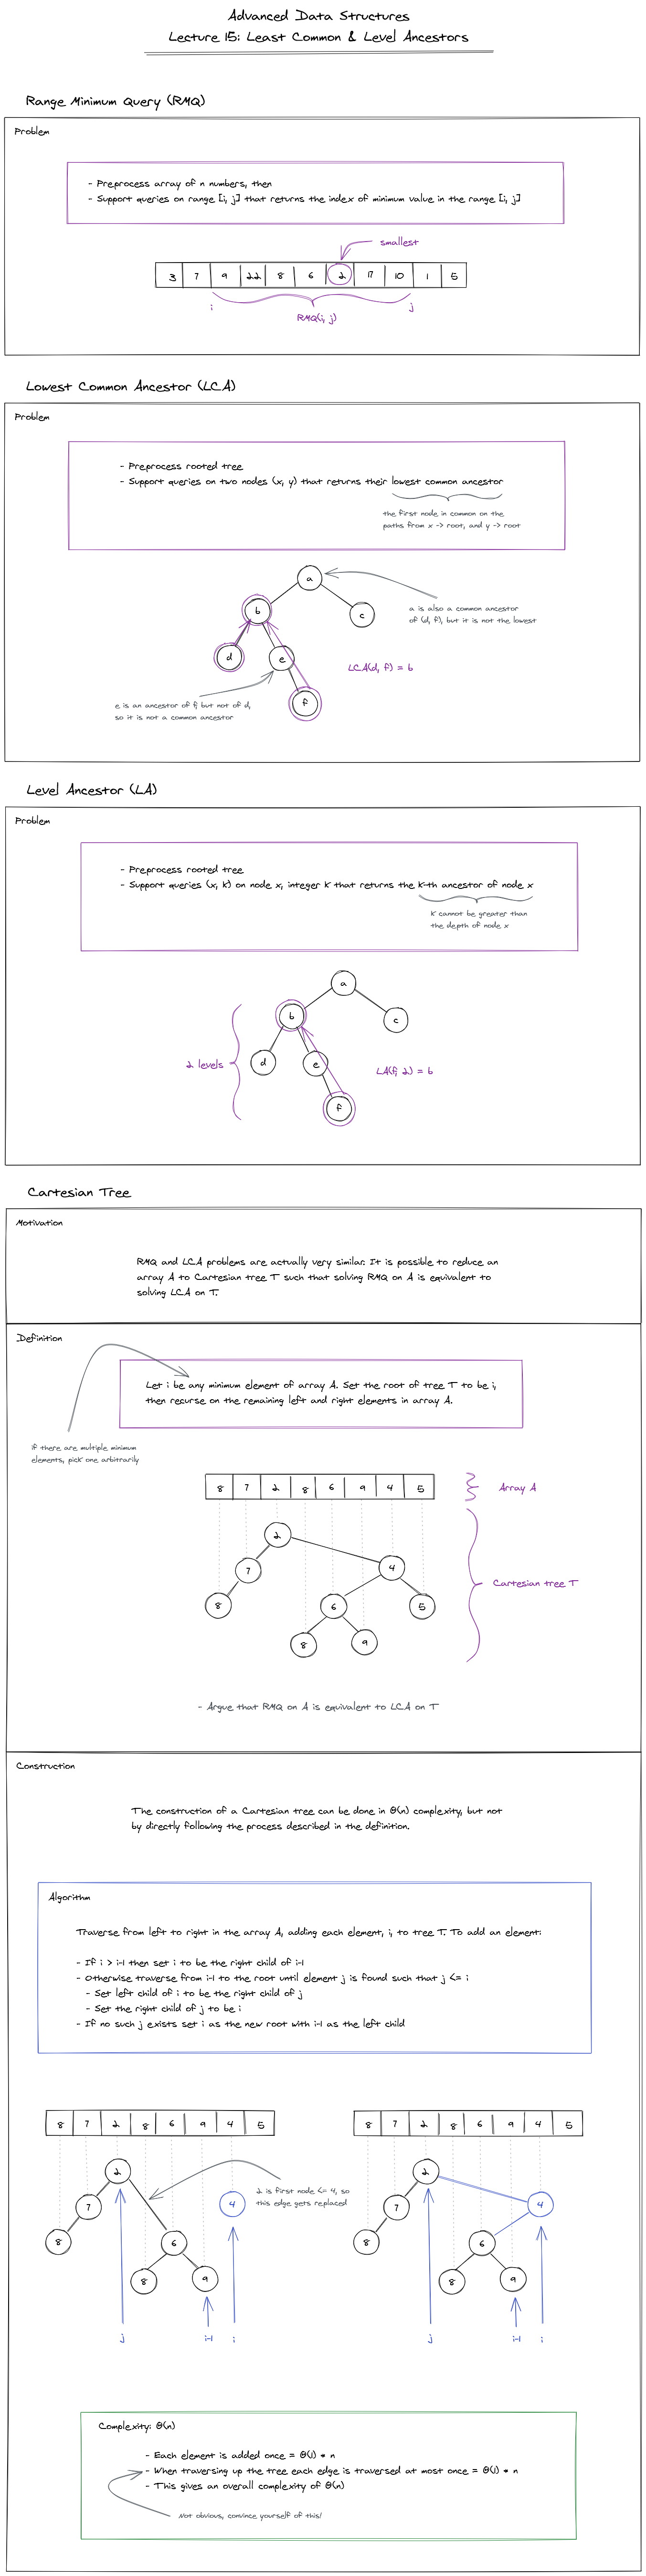 Advanced Data Structures
Lecture 15: Least Common & Level Ancestors
Range Minimum Query (RMQ)
Problem
- Preprocess array of n numbers, then
- Support queries on range [i, j] that returns the index of minimum value in the range [i, j]
smallest
3 7 9 22 8 6 2 17 10 1 5
i j
RMQ(i, j)
Lowest Common Ancestor (LCA)
Problem
- Preprocess rooted tree
- Support queries on two nodes (x, y) that returns their lowest common ancestor
the first node in common on the
paths from x -> root, and y -> root
a
b
c
a is also a common ancestor
of (d, f), but it is not the lowest
d
e
LCA(d, f) = b
f
e is an ancestor of f, but not of d,
so it is not a common ancestor
Level Ancestor (LA)
Problem
- Preprocess rooted tree
- Support queries (x, k) on node x, integer k that returns the k-th ancestor of node x
k cannot be greater than
the depth of node x
a
b
c
2 levels
d
e
LA(f, 2) = b
f
Cartesian Tree
Motivation
RMQ and LCA problems are actually very similar. It is possible to reduce an
array A to Cartesian tree T such that solving RMQ on A is equivalent to
solving LCA on T.
Definition
Let i be any minimum element of array A. Set the root of tree T to be i,
then recurse on the remaining left and right elements in array A.
if there are multiple minimum
elements, pick one arbitrarily
8 7 2 8 6 9 4 5
Array A
2
7
4
Cartesian tree T
8
6
5
8
9
- Argue that RMQ on A is equivalent to LCA on T
Construction
The construction of a Cartesian tree can be done in θ(n) complexity, but not
by directly following the process described in the definition.
Algorithm
Traverse from left to right in the array A, adding each element, i, to tree T. To add an element:
- If i > i-1 then set i to be the right child of i-1
- Otherwise traverse from i-1 to the root until element j is found such that j <= i
- Set left child of i to be the right child of j
- Set the right child of j to be i
- If no such j exists set i as the new root with i-1 as the left child
8 7 2 8 6 9 4 5
2
7
2 is first node <= 4, so
this edge gets replaced
4
8
6
8
9
j
i-1
i
8 7 2 8 6 9 4 5
2
7
4
8
6
8
9
j
i-1
i
Complexity: θ(n)
- Each element is added once = θ(1) * n
- When traversing up the tree each edge is traversed at most once = θ(1) * n
- This gives an overall complexity of θ(n)
Not obvious, convince yourself of this!